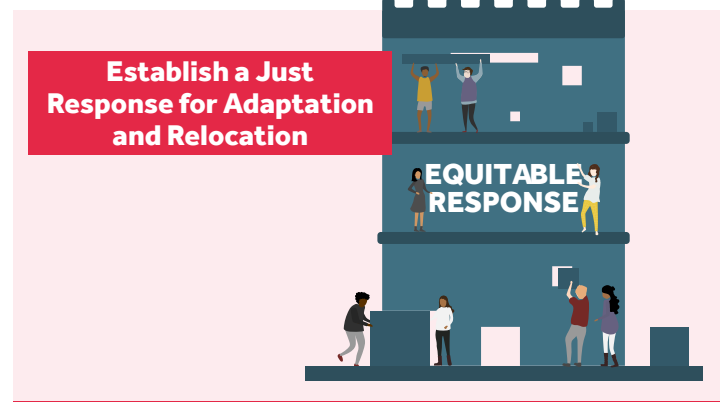 Establish a Just
Response for Adaptation
and Relocation
EQUITABLE
RESPONSE